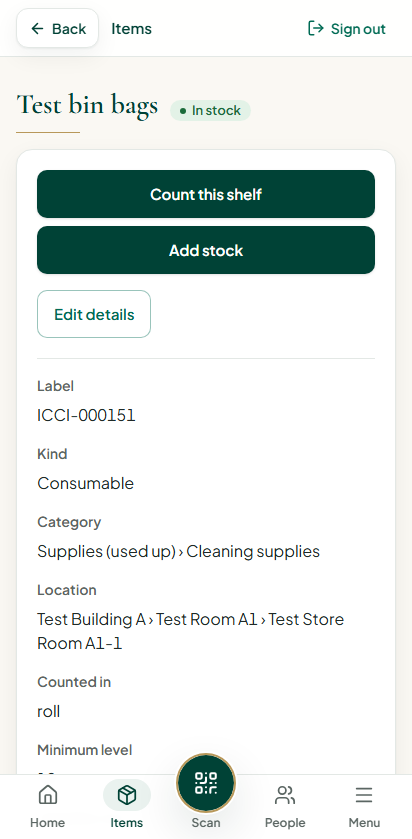 Back
Items
Sign out
Test bin bags
In stock
Count this shelf
Add stock
Edit details
Label
ICCI-000151
Kind
Consumable
Category
Supplies (used up) › Cleaning supplies
Location
Test Building A › Test Room A1 › Test Store
Room A1-1
Counted in
roll
Minimum level
Home
Items
Scan
People
Menu